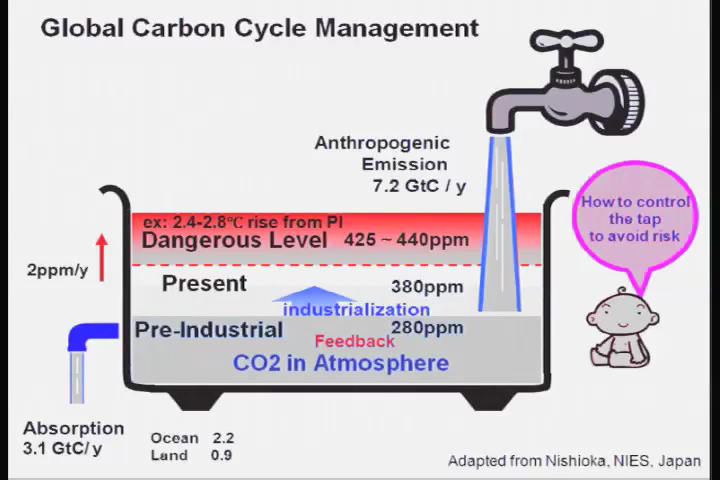 Global Carbon Cycle Management
Anthropogenic
Emission
7.2 GtC / y
How to control
the tap
to avoid risk
ex: 2.4-2.8℃ rise from PI
Dangerous Level 425 ~ 440ppm
2ppm/y
Present 380ppm
industrialization
Pre-Industrial 280ppm
Feedback
CO2 in Atmosphere
Absorption
3.1 GtC/y
Ocean 2.2
Land 0.9
Adapted from Nishioka, NIES, Japan